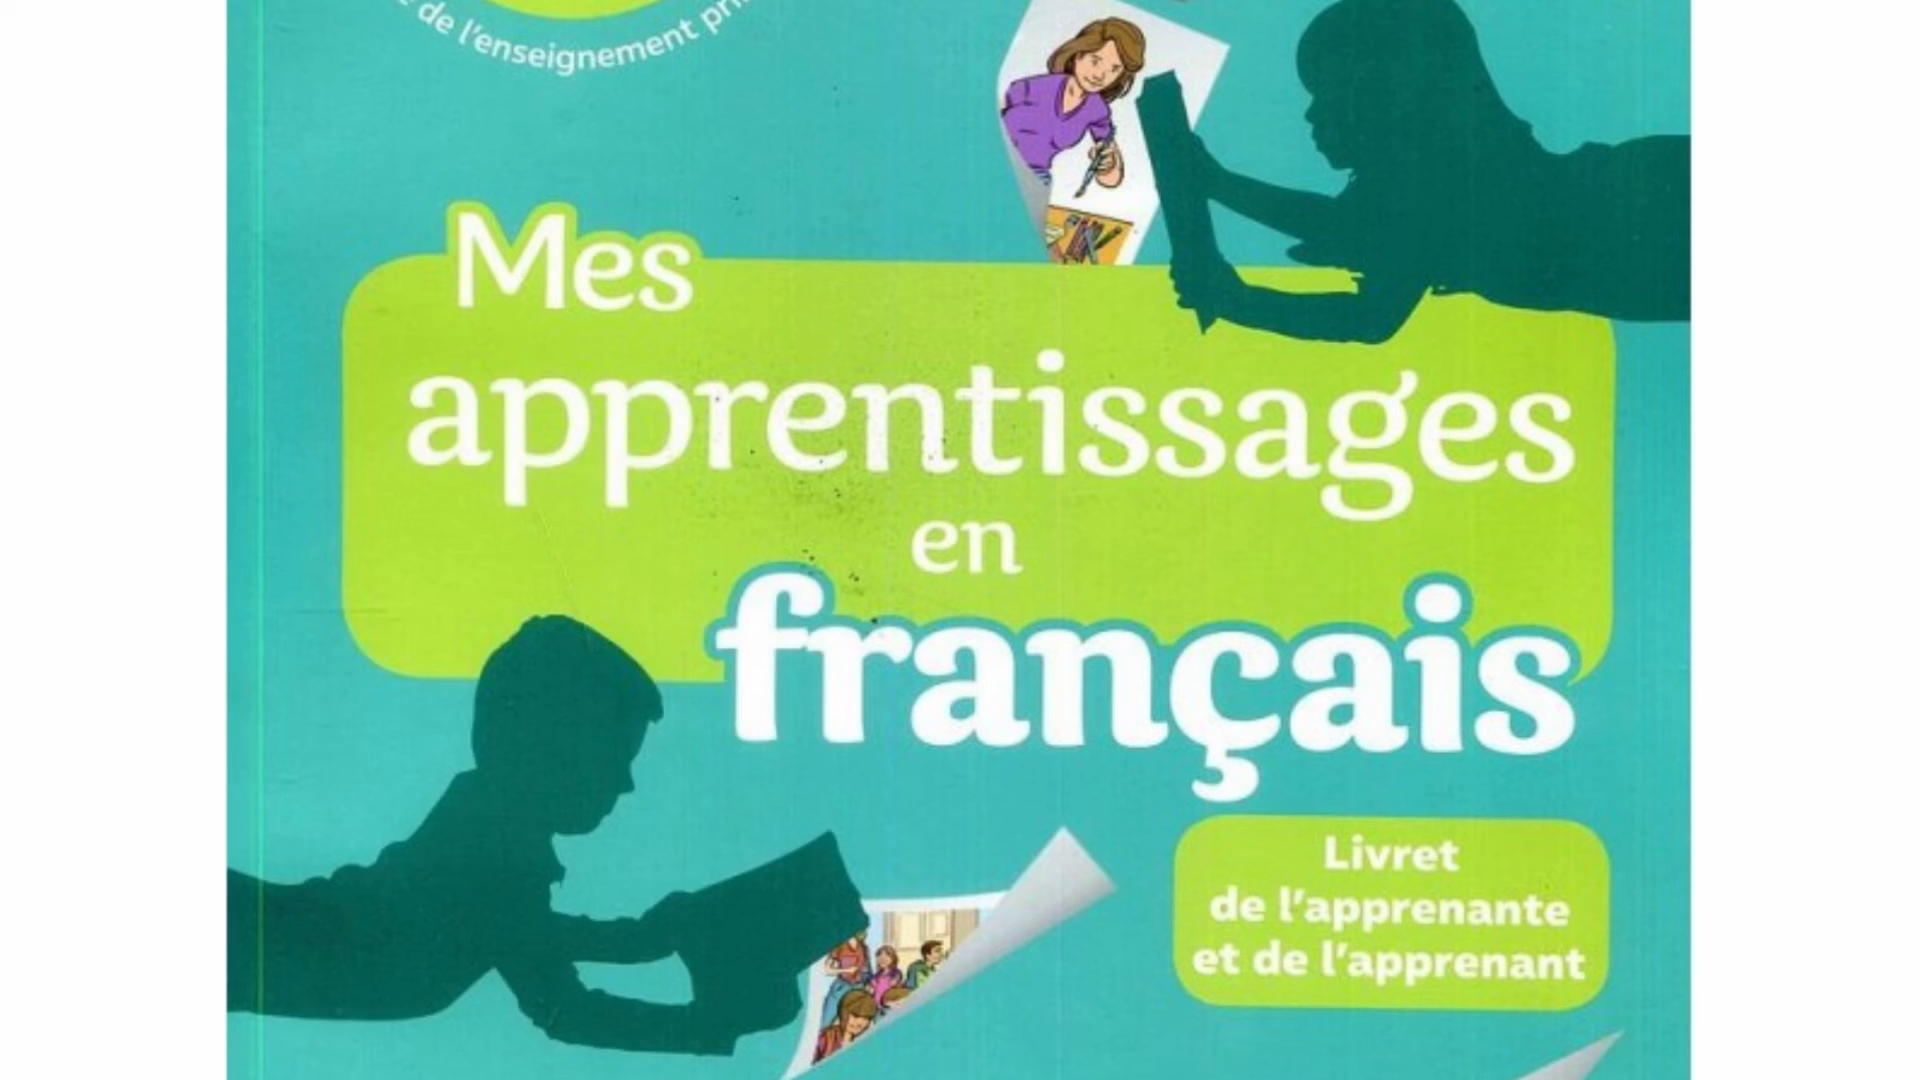 de l'enseignement
Mes
apprentissages
en
français
Livret
de l'apprenante
et de l'apprenant